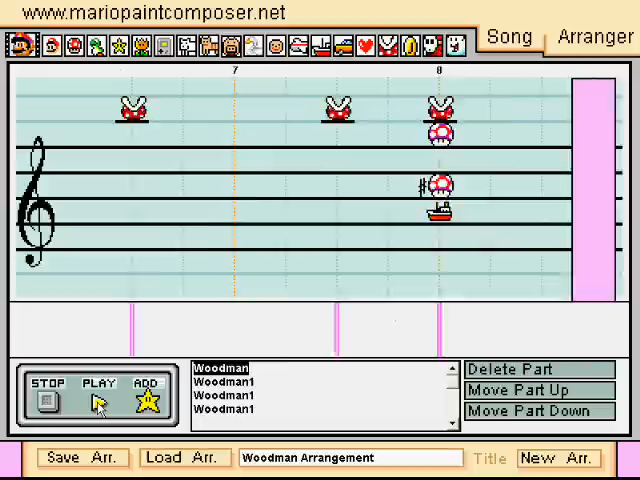 www.mariopaintcomposer.net
Song
Arranger
7
8
STOP PLAY ADD
Woodman
Woodman1
Woodman1
Woodman1
Delete Part
Move Part Up
Move Part Down
Save Arr.
Load Arr.
Woodman Arrangement
Title
New Arr.